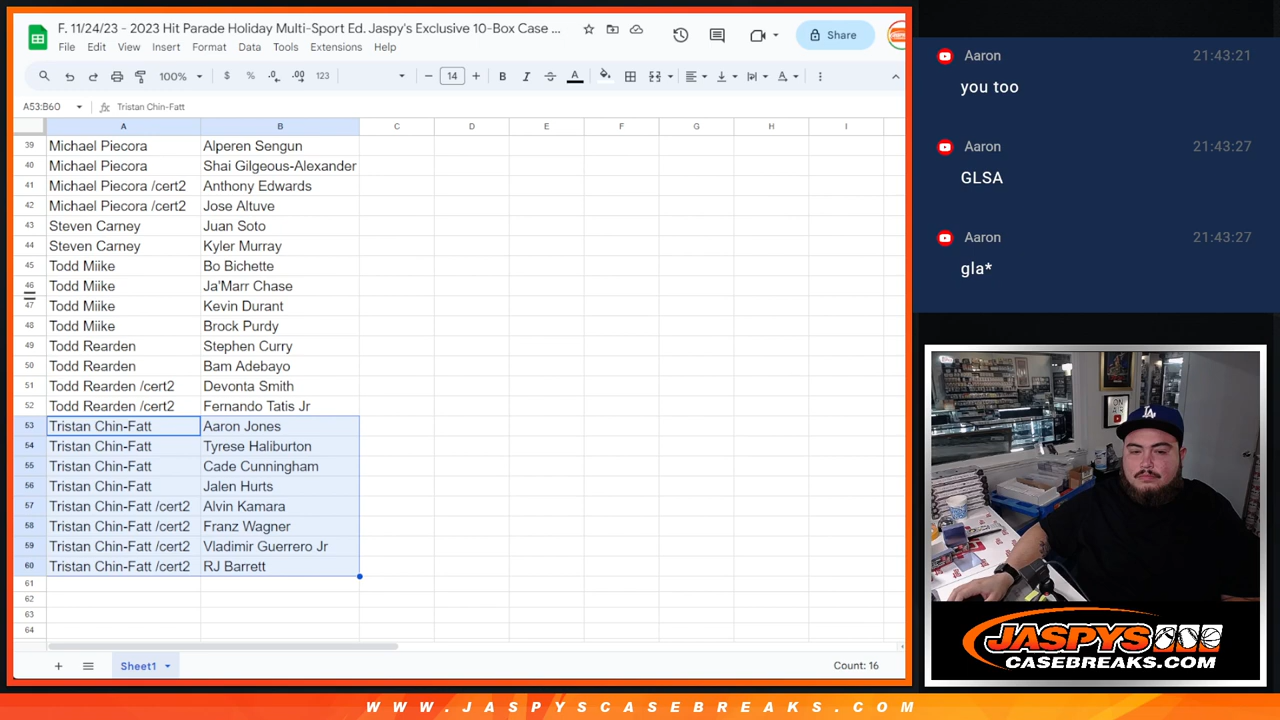 F. 11/24/23 - 2023 Hit Parade Holiday Multi-Sport Ed. Jaspy's Exclusive 10-Box Case ...
File Edit View Insert Format Data Tools Extensions Help
Share
100% $ % .0 .00 123 14 B I A
A53:B60 fx Tristan Chin-Fatt
A B C D E F G H I
39 Michael Piecora Alperen Sengun
40 Michael Piecora Shai Gilgeous-Alexander
41 Michael Piecora /cert2 Anthony Edwards
42 Michael Piecora /cert2 Jose Altuve
43 Steven Carney Juan Soto
44 Steven Carney Kyler Murray
45 Todd Miike Bo Bichette
46 Todd Miike Ja'Marr Chase
47 Todd Miike Kevin Durant
48 Todd Miike Brock Purdy
49 Todd Rearden Stephen Curry
50 Todd Rearden Bam Adebayo
51 Todd Rearden /cert2 Devonta Smith
52 Todd Rearden /cert2 Fernando Tatis Jr
53 Tristan Chin-Fatt Aaron Jones
54 Tristan Chin-Fatt Tyrese Haliburton
55 Tristan Chin-Fatt Cade Cunningham
56 Tristan Chin-Fatt Jalen Hurts
57 Tristan Chin-Fatt /cert2 Alvin Kamara
58 Tristan Chin-Fatt /cert2 Franz Wagner
59 Tristan Chin-Fatt /cert2 Vladimir Guerrero Jr
60 Tristan Chin-Fatt /cert2 RJ Barrett
61
62
63
64
Sheet1
Count: 16
Aaron 21:43:21
you too
Aaron 21:43:27
GLSA
Aaron 21:43:27
gla*
ON AIR
LA
JASPYS
CASEBREAKS.COM
WWW.JASPYSCASEBREAKS.COM